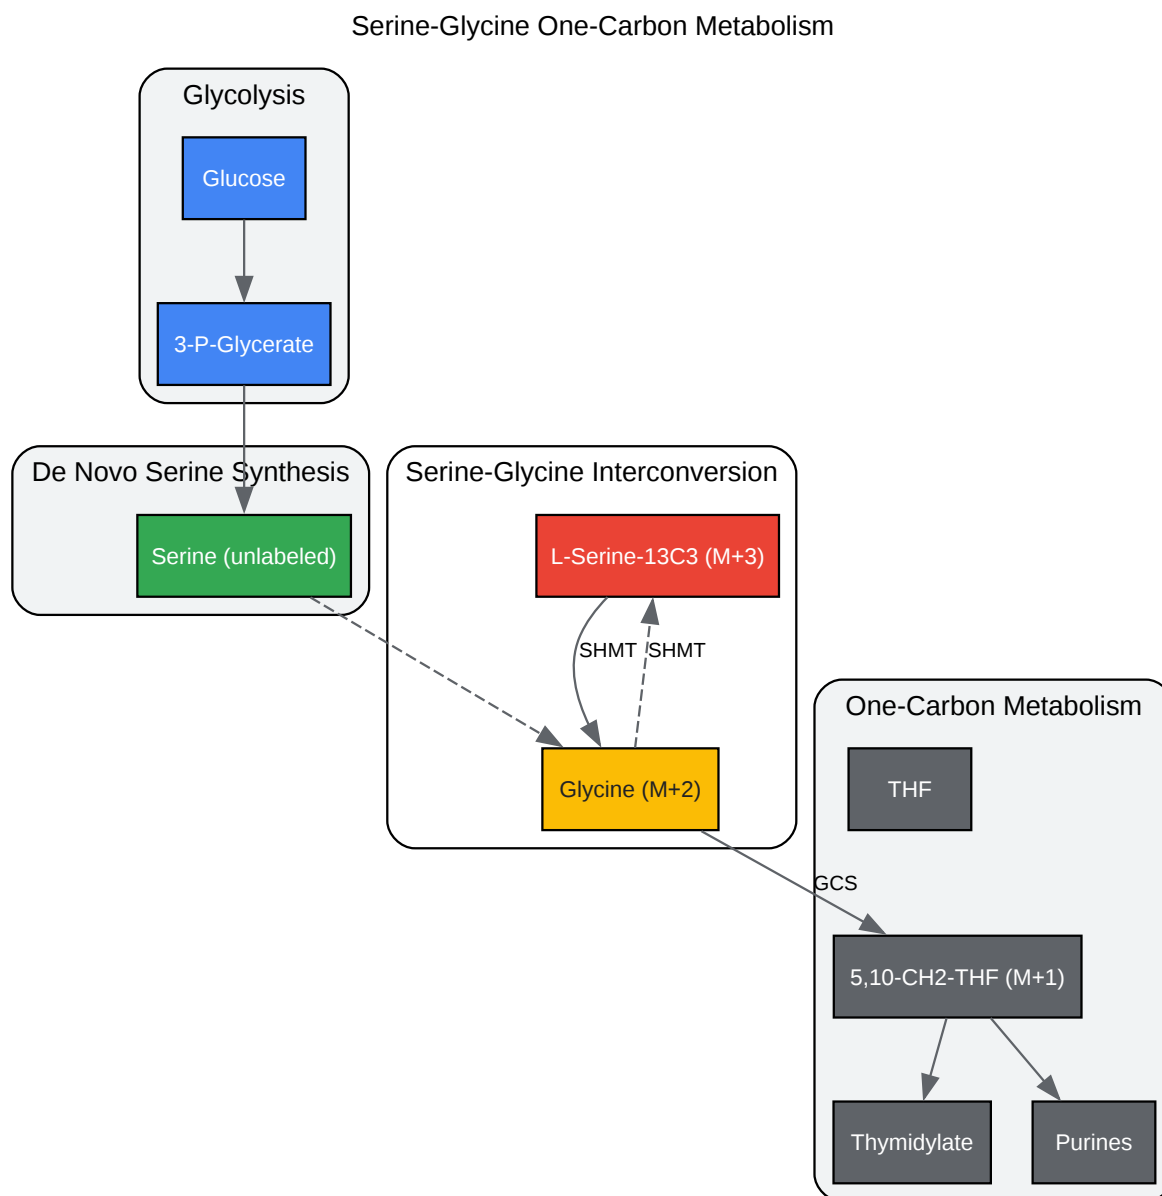 Serine-Glycine One-Carbon Metabolism
Glycolysis
Glucose
3-P-Glycerate
De Novo Serine Synthesis
Serine (unlabeled)
Serine-Glycine Interconversion
L-Serine-13C3 (M+3)
SHMT
SHMT
Glycine (M+2)
GCS
One-Carbon Metabolism
THF
5,10-CH2-THF (M+1)
Thymidylate
Purines